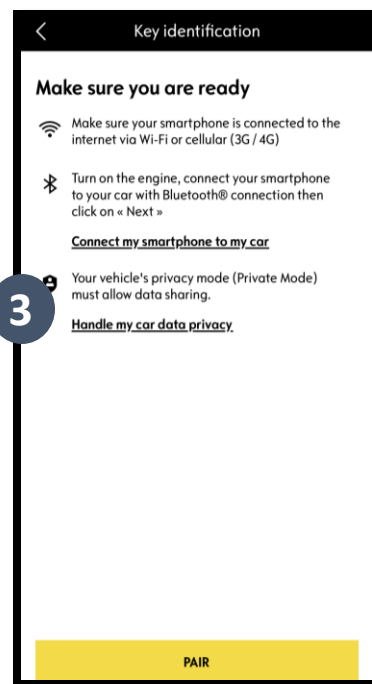 Key identification
Make sure you are ready
Make sure your smartphone is connected to the
internet via Wi-Fi or cellular (3G / 4G)
Turn on the engine, connect your smartphone
to your car with Bluetooth® connection then
click on « Next »
Connect my smartphone to my car
Your vehicle's privacy mode (Private Mode)
must allow data sharing.
3
Handle my car data privacy
PAIR